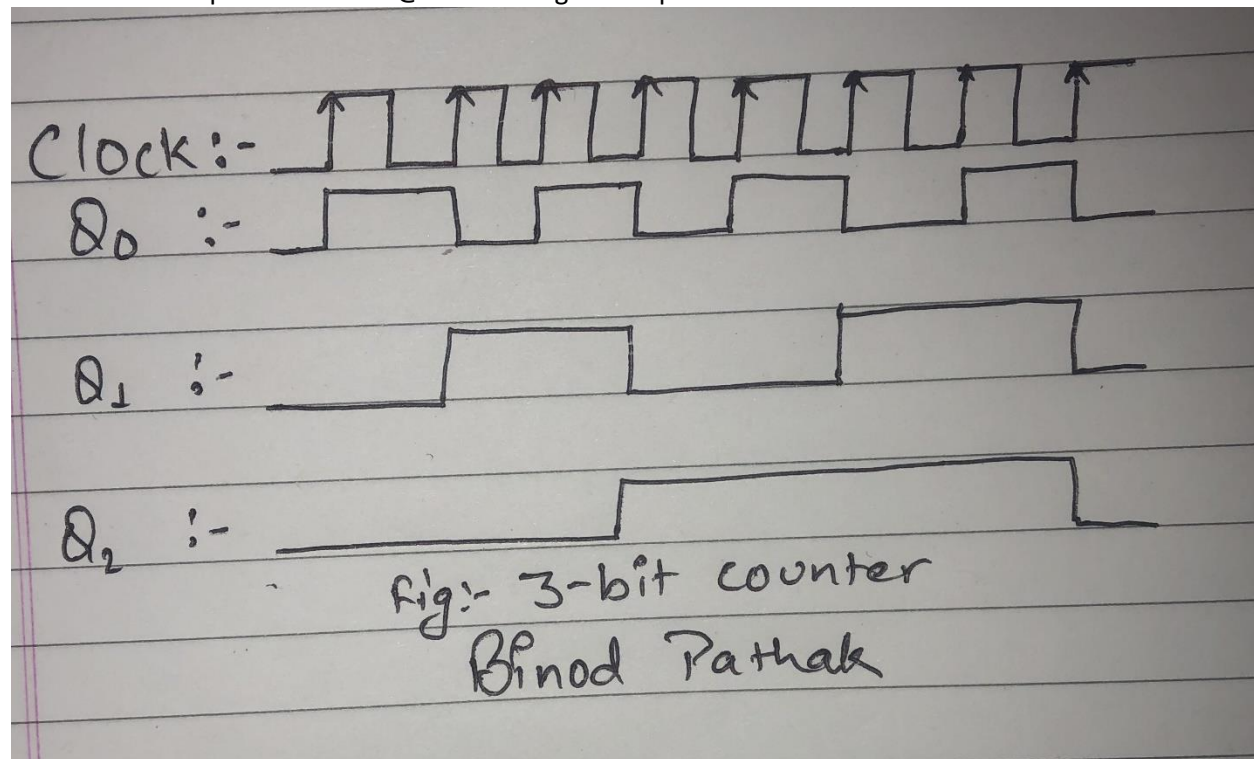 Clock:-
Q0 :-
Q1 :-
Q2 :-
Fig:- 3-bit counter
Binod Pathak